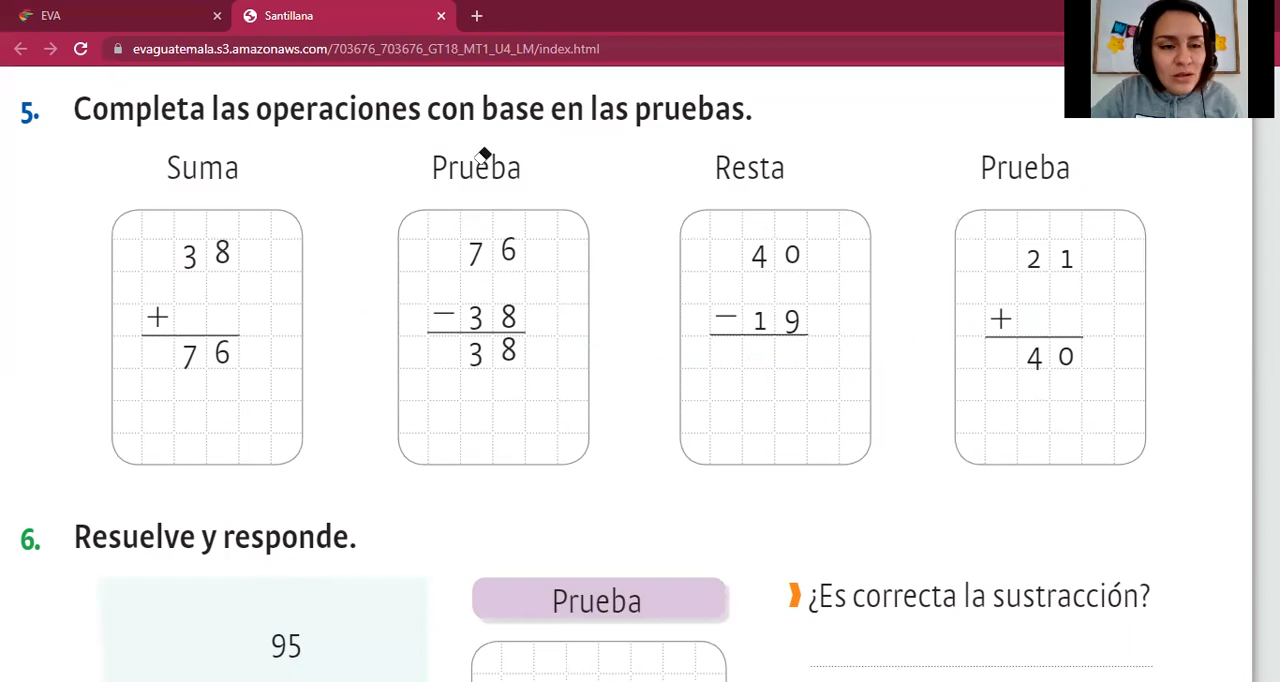 EVA
Santillana
evaguatemala.s3.amazonaws.com/703676_703676_GT18_MT1_U4_LM/index.html
5. Completa las operaciones con base en las pruebas.
Suma Prueba Resta Prueba
3 8
+
7 6
7 6
− 3 8
3 8
4 0
− 1 9
2 1
+
4 0
6. Resuelve y responde.
95
Prueba
¿Es correcta la sustracción?